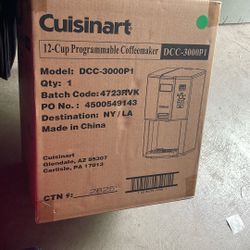 Cuisinart
12-Cup Programmable Coffeemaker DCC-3000P1
Model: DCC-3000P1
Qty: 1
Batch Code: 4723RVK
PO No.: 4500549143
Destination: NY/LA
Made in China
Cuisinart
Glendale, AZ 85307
Carlisle, PA 17013
CTN #: